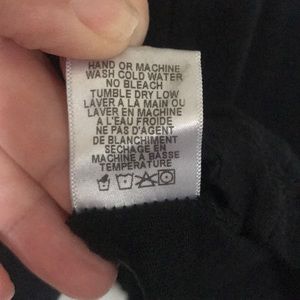 HAND OR MACHINE
WASH COLD WATER
NO BLEACH
TUMBLE DRY LOW
LAVER A LA MAIN OU
LAVER EN MACHINE
A L'EAU FROIDE
NE PAS D'AGENT
DE BLANCHIMENT
SECHAGE EN
MACHINE A BASSE
TEMPERATURE